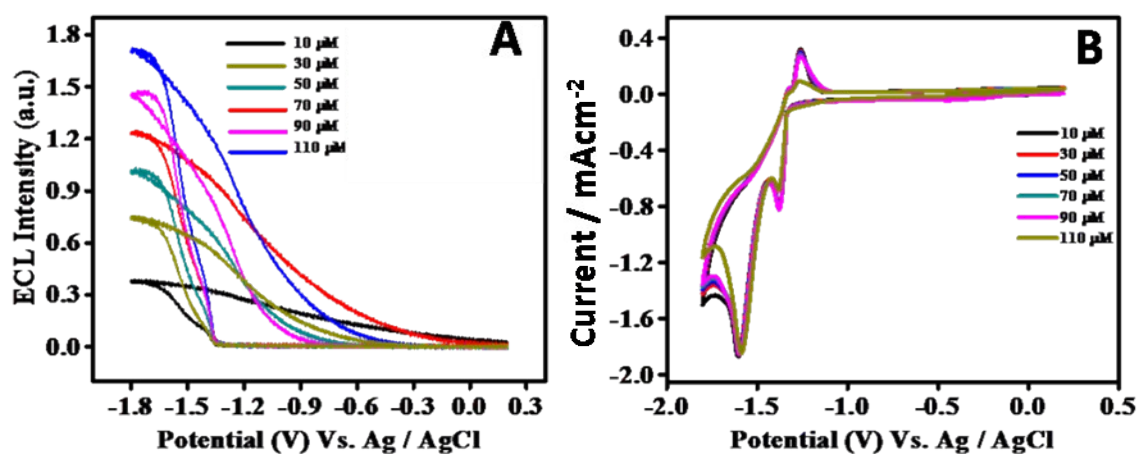 A
10 µM
30 µM
50 µM
70 µM
90 µM
110 µM
ECL Intensity (a.u.)
1.8
1.5
1.2
0.9
0.6
0.3
0.0
-1.8 -1.5 -1.2 -0.9 -0.6 -0.3 0.0 0.3
Potential (V) Vs. Ag / AgCl
B
10 µM
30 µM
50 µM
70 µM
90 µM
110 µM
Current / mAcm⁻²
0.4
0.0
-0.4
-0.8
-1.2
-1.6
-2.0
-2.0 -1.5 -1.0 -0.5 0.0 0.5
Potential (V) Vs. Ag / AgCl